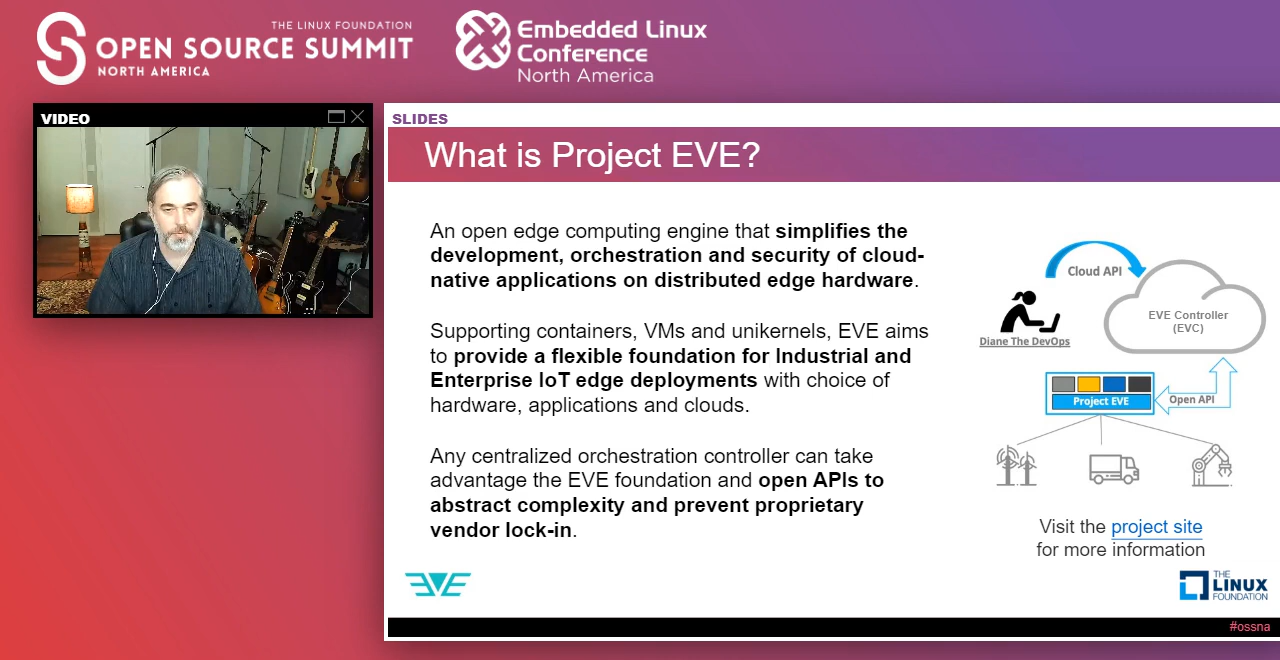 THE LINUX FOUNDATION
OPEN SOURCE SUMMIT
NORTH AMERICA
Embedded Linux
Conference
North America
VIDEO
SLIDES
What is Project EVE?
An open edge computing engine that simplifies the
development, orchestration and security of cloud-
native applications on distributed edge hardware.
Supporting containers, VMs and unikernels, EVE aims
to provide a flexible foundation for Industrial and
Enterprise IoT edge deployments with choice of
hardware, applications and clouds.
Any centralized orchestration controller can take
advantage the EVE foundation and open APIs to
abstract complexity and prevent proprietary
vendor lock-in.
Cloud API
EVE Controller
(EVC)
Diane The DevOps
Project EVE
Open API
Visit the project site
for more information
EVE
THE
LINUX
FOUNDATION
#ossna